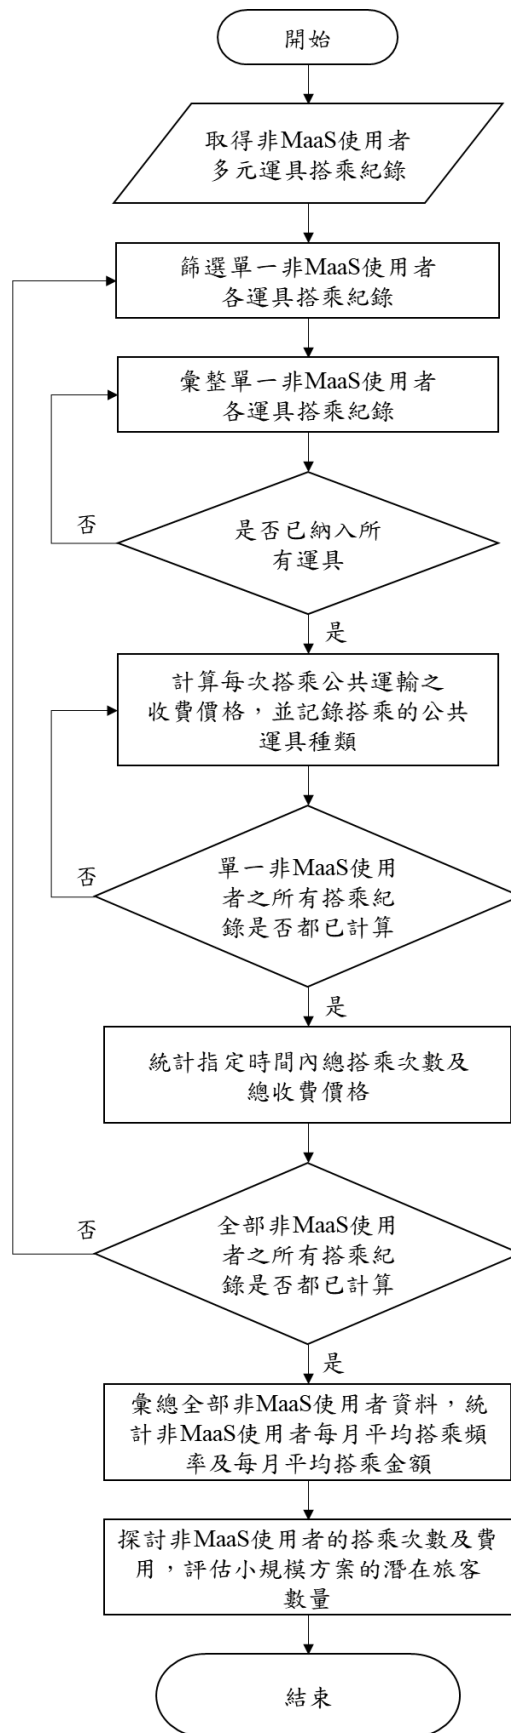 開始
取得非MaaS使用者
多元運具搭乘紀錄
篩選單一非MaaS使用者
各運具搭乘紀錄
彙整單一非MaaS使用者
各運具搭乘紀錄
否
是否已納入所
有運具
是
計算每次搭乘公共運輸之
收費價格，並記錄搭乘的公共
運具種類
否
單一非MaaS使用
者之所有搭乘紀
錄是否都已計算
是
統計指定時間內總搭乘次數及
總收費價格
否
全部非MaaS使用
者之所有搭乘紀
錄是否都已計算
是
彙總全部非MaaS使用者資料，統
計非MaaS使用者每月平均搭乘頻
率及每月平均搭乘金額
探討非MaaS使用者的搭乘次數及費
用，評估小規模方案的潛在旅客
數量
結束